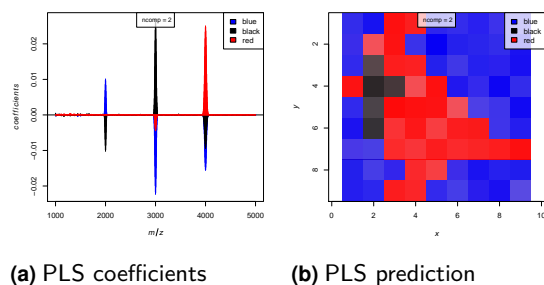 ncomp = 2
blue
black
red
coefficients
0.02
0.01
0.00
−0.01
−0.02
1000 2000 3000 4000 5000
m/z
(a) PLS coefficients
ncomp = 2
blue
black
red
y
2
4
6
8
0 2 4 6 8 10
x
(b) PLS prediction